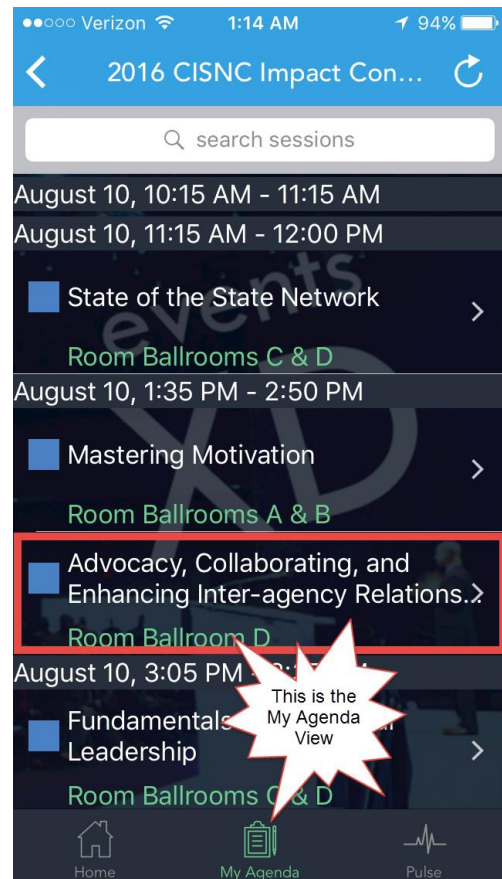 Verizon 1:14 AM 94%
2016 CISNC Impact Con...
search sessions
August 10, 10:15 AM - 11:15 AM
August 10, 11:15 AM - 12:00 PM
State of the State Network
Room Ballrooms C & D
August 10, 1:35 PM - 2:50 PM
Mastering Motivation
Room Ballrooms A & B
Advocacy, Collaborating, and
Enhancing Inter-agency Relations...
Room Ballroom D
August 10, 3:05 PM
This is the
My Agenda
View
Fundamentals
Leadership
Room Ballrooms C & D
Home My Agenda Pulse
events
XD